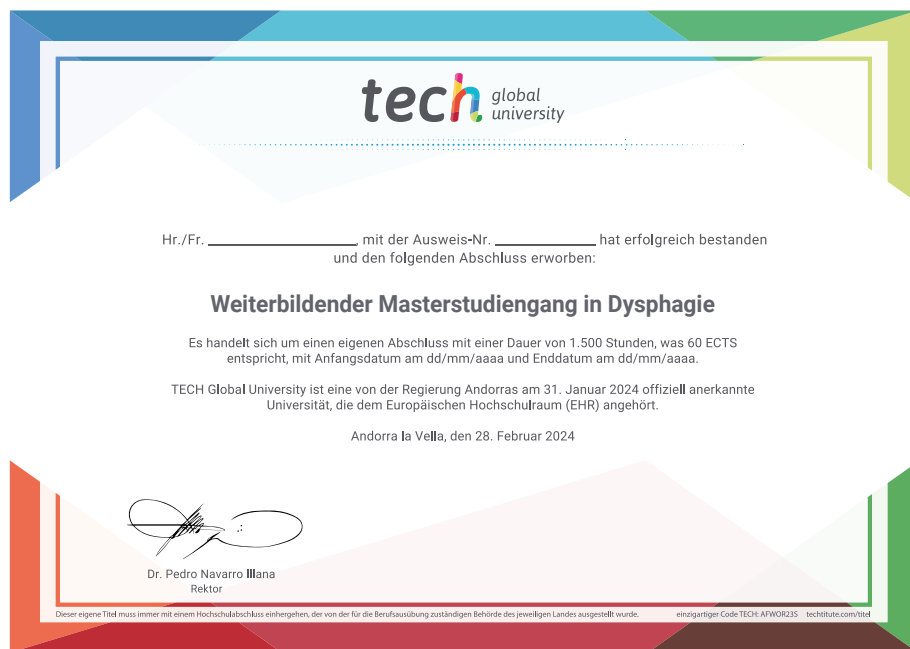 tech global university
Hr./Fr. ____________________, mit der Ausweis-Nr. ______________ hat erfolgreich bestanden
und den folgenden Abschluss erworben:
Weiterbildender Masterstudiengang in Dysphagie
Es handelt sich um einen eigenen Abschluss mit einer Dauer von 1.500 Stunden, was 60 ECTS
entspricht, mit Anfangsdatum am dd/mm/aaaa und Enddatum am dd/mm/aaaa.
TECH Global University ist eine von der Regierung Andorras am 31. Januar 2024 offiziell anerkannte
Universität, die dem Europäischen Hochschulraum (EHR) angehört.
Andorra la Vella, den 28. Februar 2024
Dr. Pedro Navarro Illana
Rektor
Dieser eigene Titel muss immer mit einem Hochschulabschluss einhergehen, der von der für die Berufsausübung zuständigen Behörde des jeweiligen Landes ausgestellt wurde. einzigartiger Code TECH: AFWOR23S techtitute.com/titel